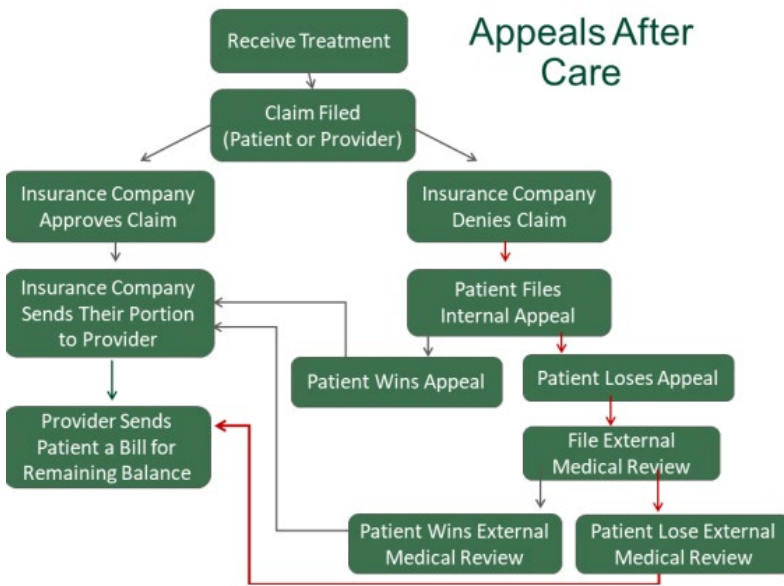 Appeals After
Care
Receive Treatment
Claim Filed
(Patient or Provider)
Insurance Company
Approves Claim
Insurance Company
Denies Claim
Insurance Company
Sends Their Portion
to Provider
Patient Files
Internal Appeal
Patient Wins Appeal
Patient Loses Appeal
Provider Sends
Patient a Bill for
Remaining Balance
File External
Medical Review
Patient Wins External
Medical Review
Patient Lose External
Medical Review